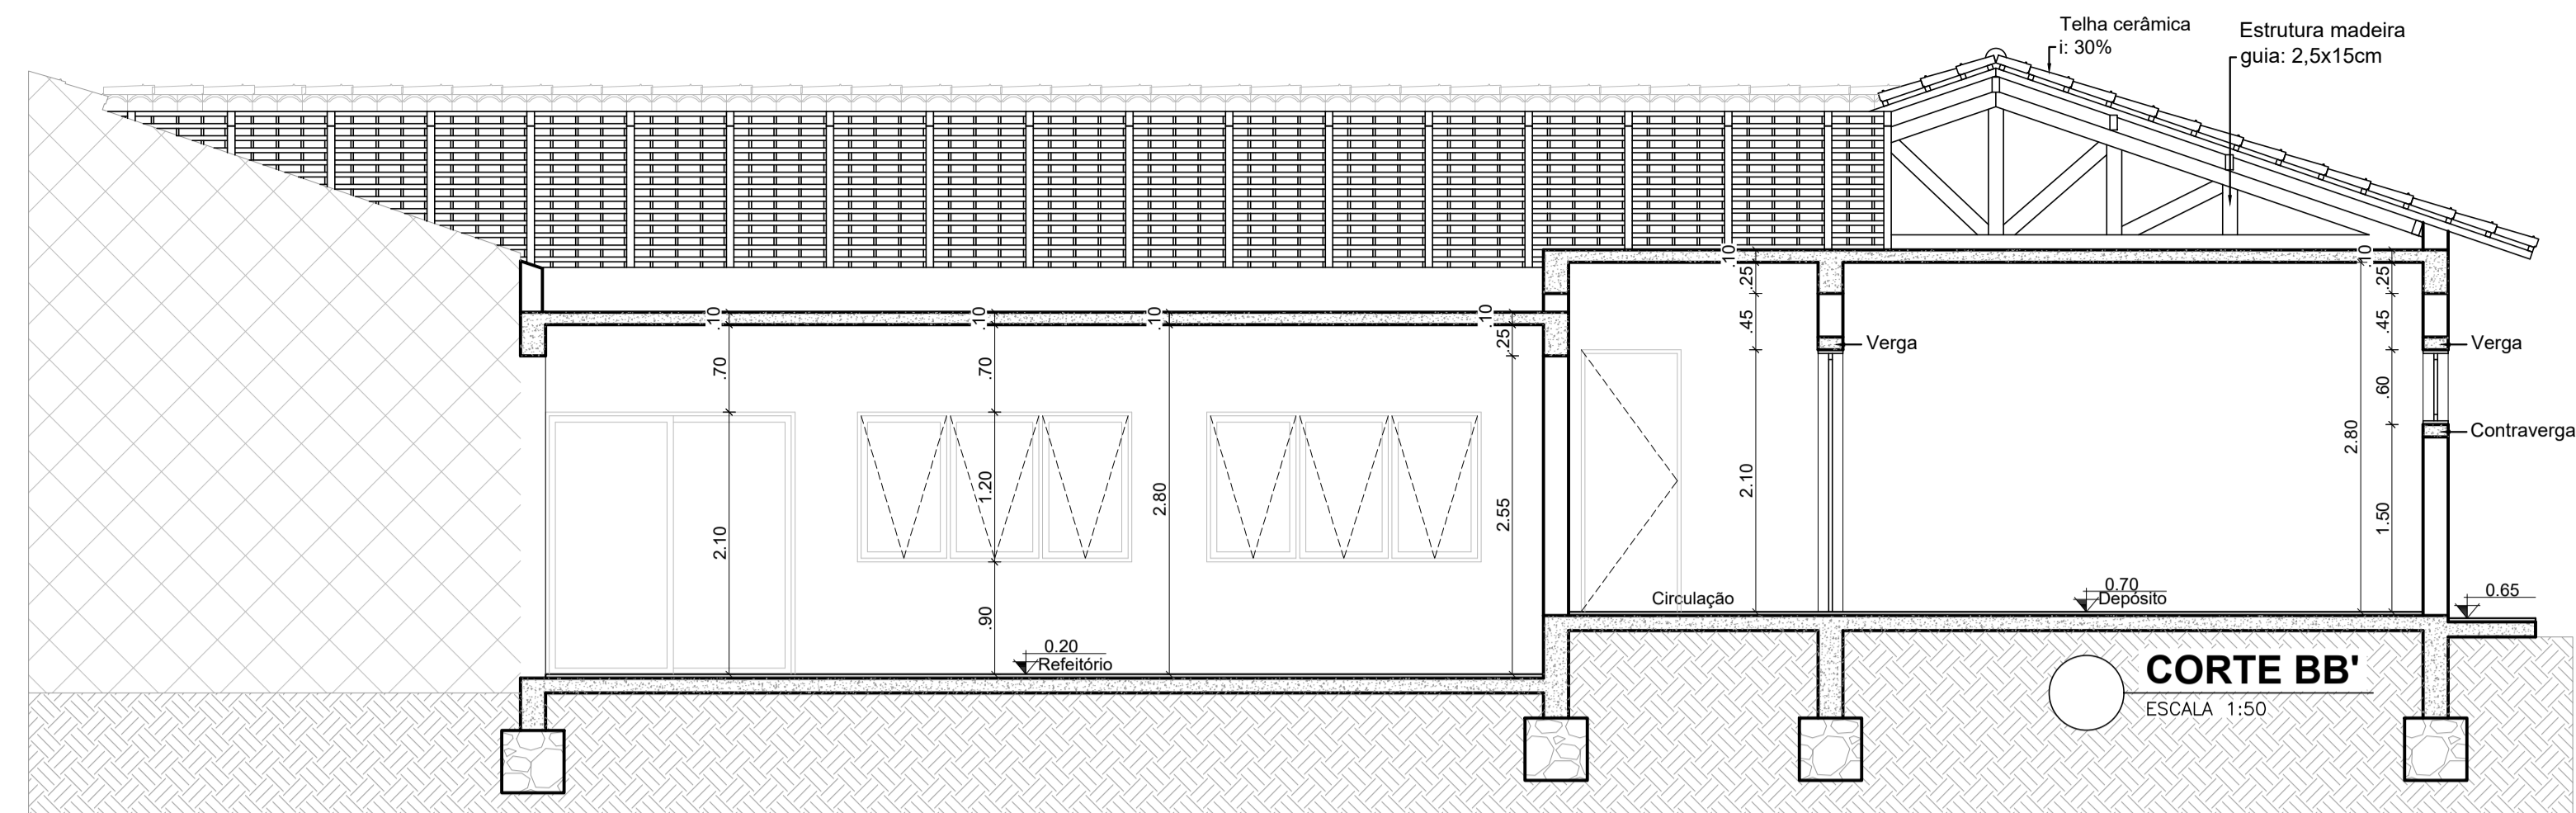 Telha cerâmica
i: 30%
Estrutura madeira
guia: 2,5x15cm
.10
.10
.25
.25
.10
.10
.10
.10
.45
.45
.25
Verga
Verga
.70
.70
.60
Contraverga
2.80
2.10
1.20
2.80
2.55
2.10
1.50
.90
0.70
Depósito
Circulação
0.65
0.20
Refeitório
CORTE BB'
ESCALA 1:50